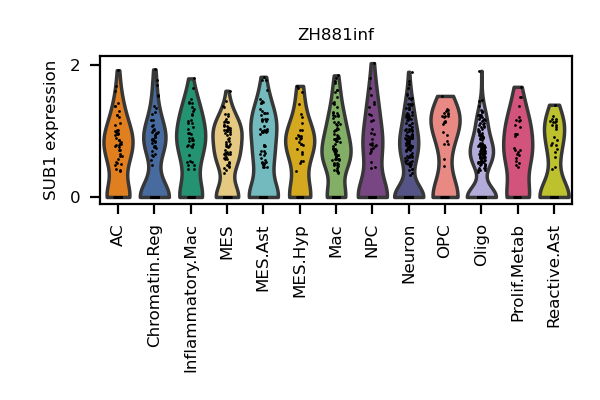 ZH881inf
SUB1 expression
2
0
AC
Chromatin.Reg
Inflammatory.Mac
MES
MES.Ast
MES.Hyp
Mac
NPC
Neuron
OPC
Oligo
Prolif.Metab
Reactive.Ast